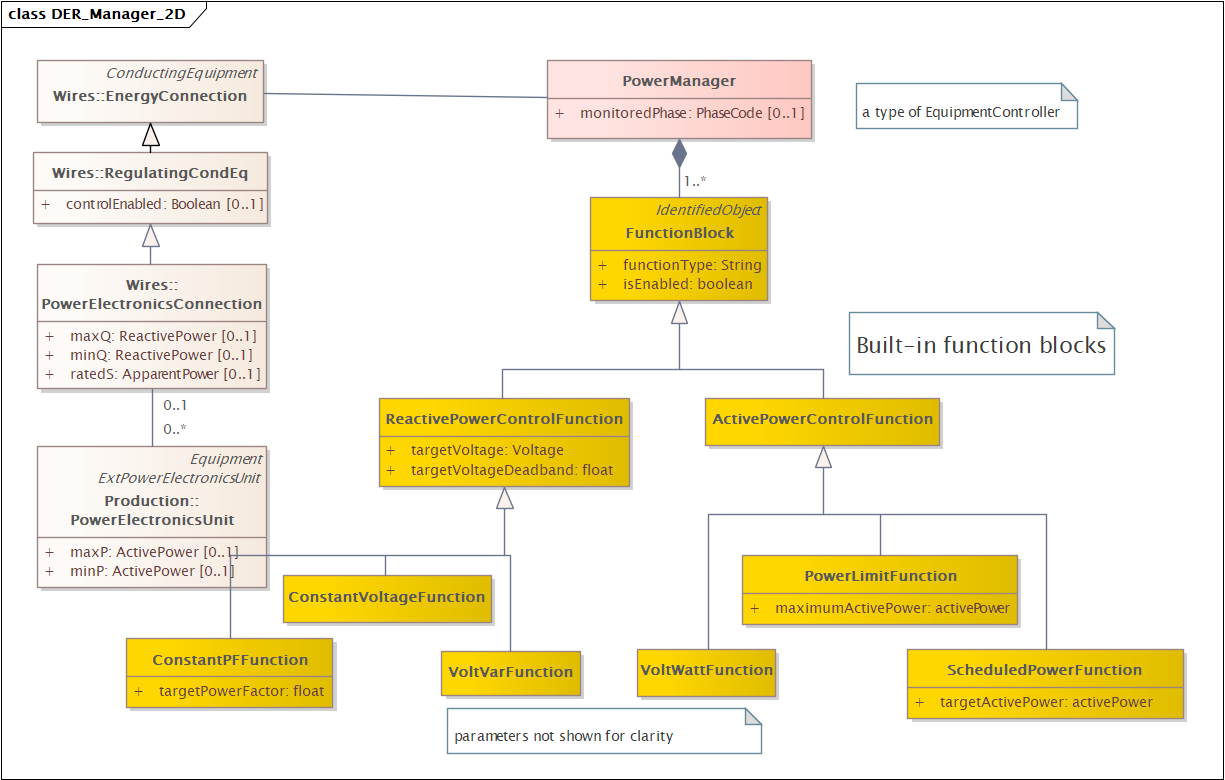 class DER_Manager_2D
ConductingEquipment
Wires::EnergyConnection
PowerManager
+ monitoredPhase: PhaseCode [0..1]
a type of EquipmentController
1..*
Wires::RegulatingCondEq
+ controlEnabled: Boolean [0..1]
IdentifiedObject
FunctionBlock
+ functionType: String
+ isEnabled: boolean
Wires::
PowerElectronicsConnection
+ maxQ: ReactivePower [0..1]
+ minQ: ReactivePower [0..1]
+ ratedS: ApparentPower [0..1]
Built-in function blocks
0..1
0..*
ReactivePowerControlFunction
+ targetVoltage: Voltage
+ targetVoltageDeadband: float
ActivePowerControlFunction
Equipment
ExtPowerElectronicsUnit
Production::
PowerElectronicsUnit
+ maxP: ActivePower [0..1]
+ minP: ActivePower [0..1]
ConstantVoltageFunction
PowerLimitFunction
+ maximumActivePower: activePower
ConstantPFFunction
+ targetPowerFactor: float
VoltVarFunction
VoltWattFunction
ScheduledPowerFunction
+ targetActivePower: activePower
parameters not shown for clarity